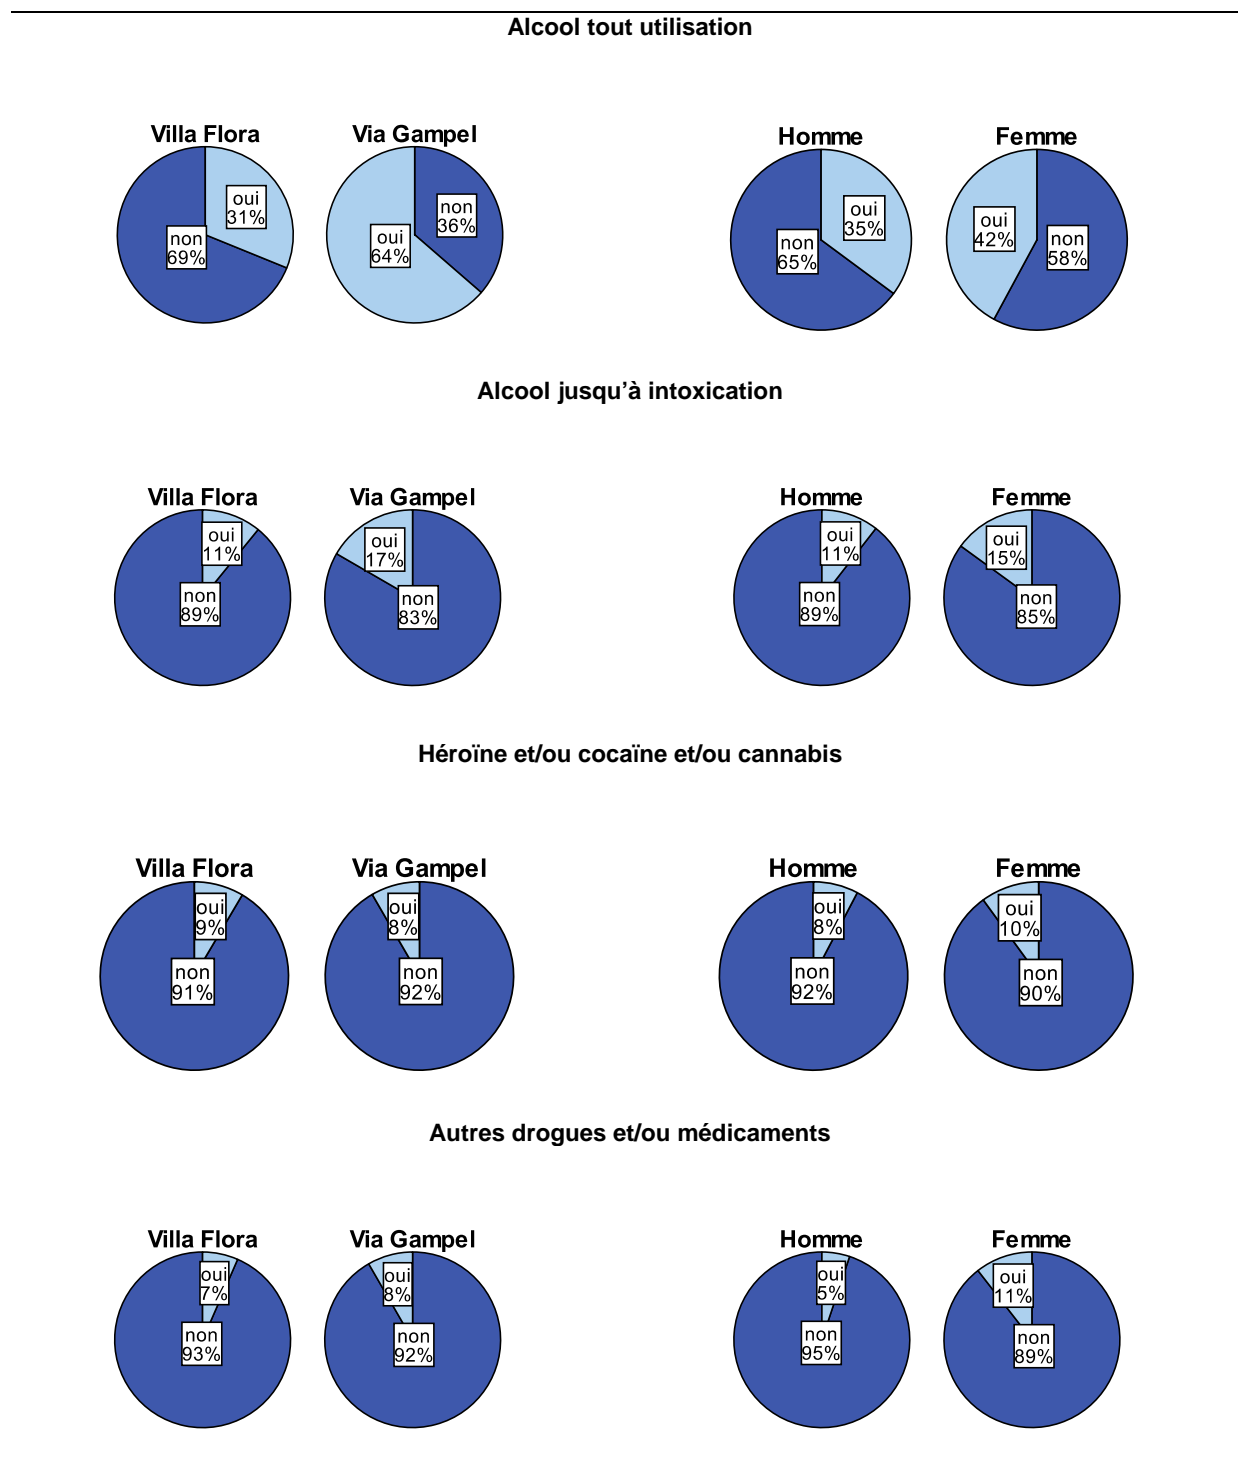 Alcool tout utilisation
Villa Flora
oui
31%
non
69%
Via Gampel
non
36%
oui
64%
Homme
oui
35%
non
65%
Femme
oui
42%
non
58%
Alcool jusqu'à intoxication
Villa Flora
oui
11%
non
89%
Via Gampel
oui
17%
non
83%
Homme
oui
11%
non
89%
Femme
oui
15%
non
85%
Héroïne et/ou cocaïne et/ou cannabis
Villa Flora
oui
9%
non
91%
Via Gampel
oui
8%
non
92%
Homme
oui
8%
non
92%
Femme
oui
10%
non
90%
Autres drogues et/ou médicaments
Villa Flora
oui
7%
non
93%
Via Gampel
oui
8%
non
92%
Homme
oui
5%
non
95%
Femme
oui
11%
non
89%